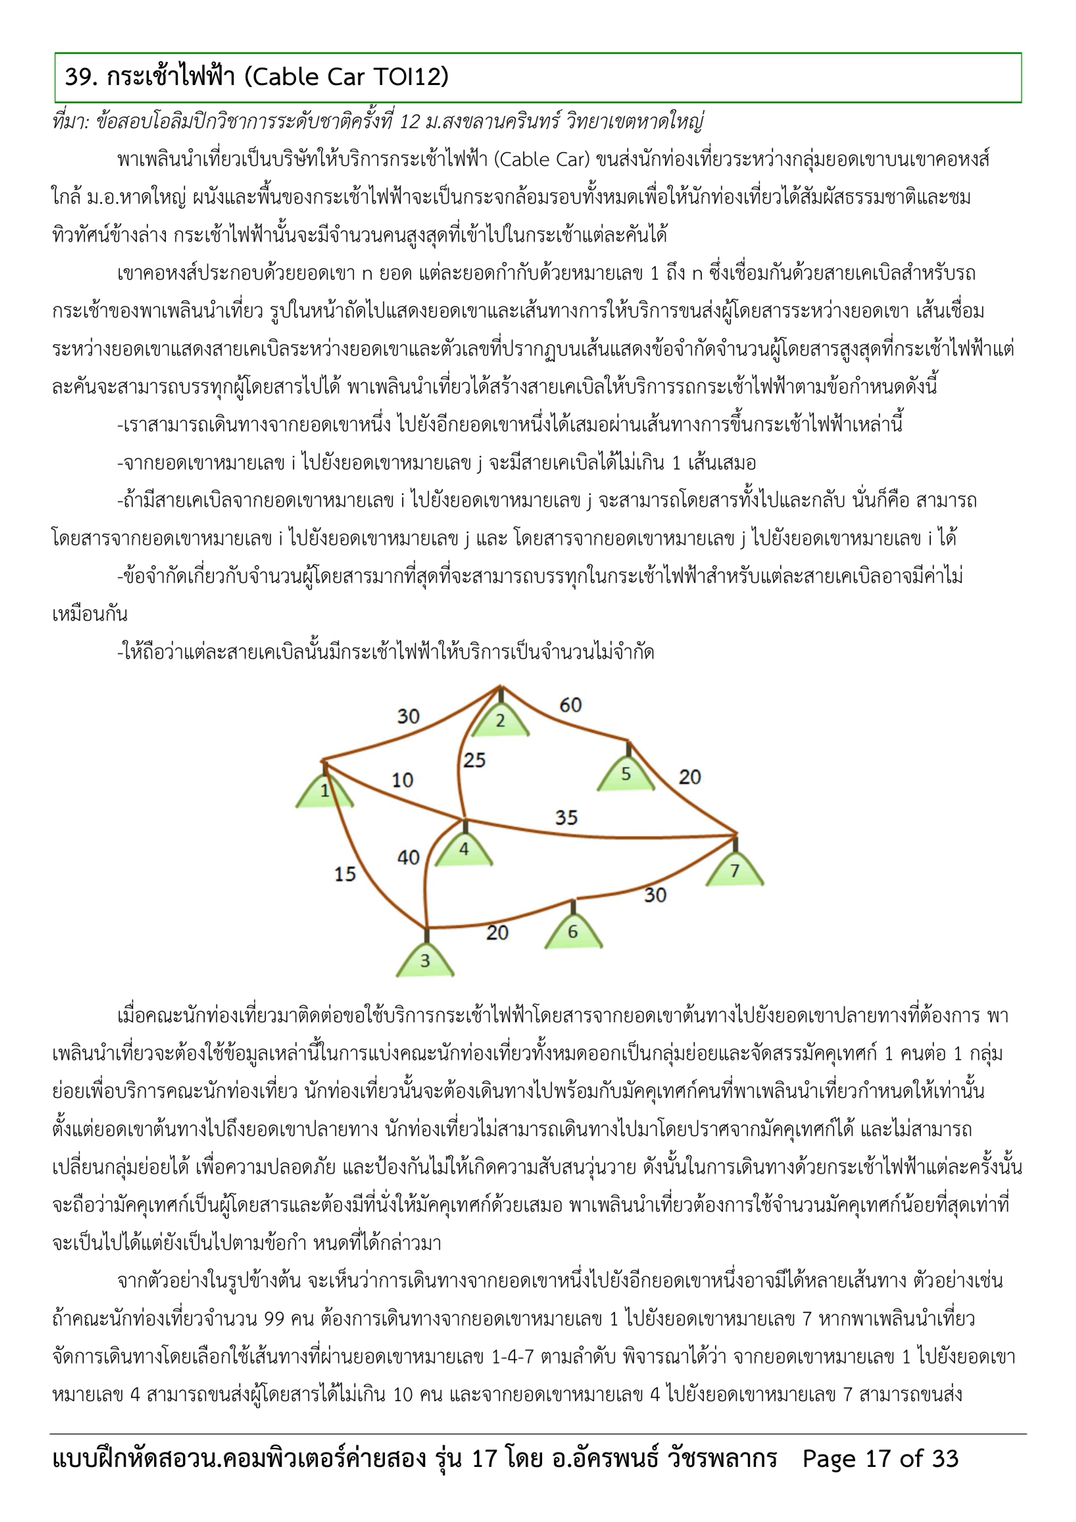 39. กระเช้าไฟฟ้า (Cable Car TOI12)
ที่มา: ข้อสอบโอลิมปิกวิชาการระดับชาติครั้งที่ 12 ม.สงขลานครินทร์ วิทยาเขตหาดใหญ่
พาเพลินนำเที่ยวเป็นบริษัทให้บริการกระเช้าไฟฟ้า (Cable Car) ขนส่งนักท่องเที่ยวระหว่างกลุ่มยอดเขาบนเขาคอหงส์
ใกล้ ม.อ.หาดใหญ่ ผนังและพื้นของกระเช้าไฟฟ้าจะเป็นกระจกล้อมรอบทั้งหมดเพื่อให้นักท่องเที่ยวได้สัมผัสธรรมชาติและชม
ทิวทัศน์ข้างล่าง กระเช้าไฟฟ้านั้นจะมีจำนวนคนสูงสุดที่เข้าไปในกระเช้าแต่ละคันได้
เขาคอหงส์ประกอบด้วยยอดเขา n ยอด แต่ละยอดกำกับด้วยหมายเลข 1 ถึง n ซึ่งเชื่อมกันด้วยสายเคเบิลสำหรับรถ
กระเช้าของพาเพลินนำเที่ยว รูปในหน้าถัดไปแสดงยอดเขาและเส้นทางการให้บริการขนส่งผู้โดยสารระหว่างยอดเขา เส้นเชื่อม
ระหว่างยอดเขาแสดงสายเคเบิลระหว่างยอดเขาและตัวเลขที่ปรากฏบนเส้นแสดงข้อจำกัดจำนวนผู้โดยสารสูงสุดที่กระเช้าไฟฟ้าแต่
ละคันจะสามารถบรรทุกผู้โดยสารไปได้ พาเพลินนำเที่ยวได้สร้างสายเคเบิลให้บริการรถกระเช้าไฟฟ้าตามข้อกำหนดดังนี้
-เราสามารถเดินทางจากยอดเขาหนึ่ง ไปยังอีกยอดเขาหนึ่งได้เสมอผ่านเส้นทางการขึ้นกระเช้าไฟฟ้าเหล่านี้
-จากยอดเขาหมายเลข i ไปยังยอดเขาหมายเลข j จะมีสายเคเบิลได้ไม่เกิน 1 เส้นเสมอ
-ถ้ามีสายเคเบิลจากยอดเขาหมายเลข i ไปยังยอดเขาหมายเลข j จะสามารถโดยสารทั้งไปและกลับ นั่นก็คือ สามารถ
โดยสารจากยอดเขาหมายเลข i ไปยังยอดเขาหมายเลข j และ โดยสารจากยอดเขาหมายเลข j ไปยังยอดเขาหมายเลข i ได้
-ข้อจำกัดเกี่ยวกับจำนวนผู้โดยสารมากที่สุดที่จะสามารถบรรทุกในกระเช้าไฟฟ้าสำหรับแต่ละสายเคเบิลอาจมีค่าไม่
เหมือนกัน
-ให้ถือว่าแต่ละสายเคเบิลนั้นมีกระเช้าไฟฟ้าให้บริการเป็นจำนวนไม่จำกัด
30
2
60
25
1
10
5
20
35
4
40
15
7
30
20
6
3
เมื่อคณะนักท่องเที่ยวมาติดต่อขอใช้บริการกระเช้าไฟฟ้าโดยสารจากยอดเขาต้นทางไปยังยอดเขาปลายทางที่ต้องการ พา
เพลินนำเที่ยวจะต้องใช้ข้อมูลเหล่านี้ในการแบ่งคณะนักท่องเที่ยวทั้งหมดออกเป็นกลุ่มย่อยและจัดสรรมัคคุเทศก์ 1 คนต่อ 1 กลุ่ม
ย่อยเพื่อบริการคณะนักท่องเที่ยว นักท่องเที่ยวนั้นจะต้องเดินทางไปพร้อมกับมัคคุเทศก์คนที่พาเพลินนำเที่ยวกำหนดให้เท่านั้น
ตั้งแต่ยอดเขาต้นทางไปถึงยอดเขาปลายทาง นักท่องเที่ยวไม่สามารถเดินทางไปมาโดยปราศจากมัคคุเทศก์ได้ และไม่สามารถ
เปลี่ยนกลุ่มย่อยได้ เพื่อความปลอดภัย และป้องกันไม่ให้เกิดความสับสนวุ่นวาย ดังนั้นในการเดินทางด้วยกระเช้าไฟฟ้าแต่ละครั้งนั้น
จะถือว่ามัคคุเทศก์เป็นผู้โดยสารและต้องมีที่นั่งให้มัคคุเทศก์ด้วยเสมอ พาเพลินนำเที่ยวต้องการใช้จำนวนมัคคุเทศก์น้อยที่สุดเท่าที่
จะเป็นไปได้แต่ยังเป็นไปตามข้อกำ หนดที่ได้กล่าวมา
จากตัวอย่างในรูปข้างต้น จะเห็นว่าการเดินทางจากยอดเขาหนึ่งไปยังอีกยอดเขาหนึ่งอาจมีได้หลายเส้นทาง ตัวอย่างเช่น
ถ้าคณะนักท่องเที่ยวจำนวน 99 คน ต้องการเดินทางจากยอดเขาหมายเลข 1 ไปยังยอดเขาหมายเลข 7 หากพาเพลินนำเที่ยว
จัดการเดินทางโดยเลือกใช้เส้นทางที่ผ่านยอดเขาหมายเลข 1-4-7 ตามลำดับ พิจารณาได้ว่า จากยอดเขาหมายเลข 1 ไปยังยอดเขา
หมายเลข 4 สามารถขนส่งผู้โดยสารได้ไม่เกิน 10 คน และจากยอดเขาหมายเลข 4 ไปยังยอดเขาหมายเลข 7 สามารถขนส่ง
แบบฝึกหัดสอวน.คอมพิวเตอร์ค่ายสอง รุ่น 17 โดย อ.อัครพนธ์ วัชรพลากร Page 17 of 33